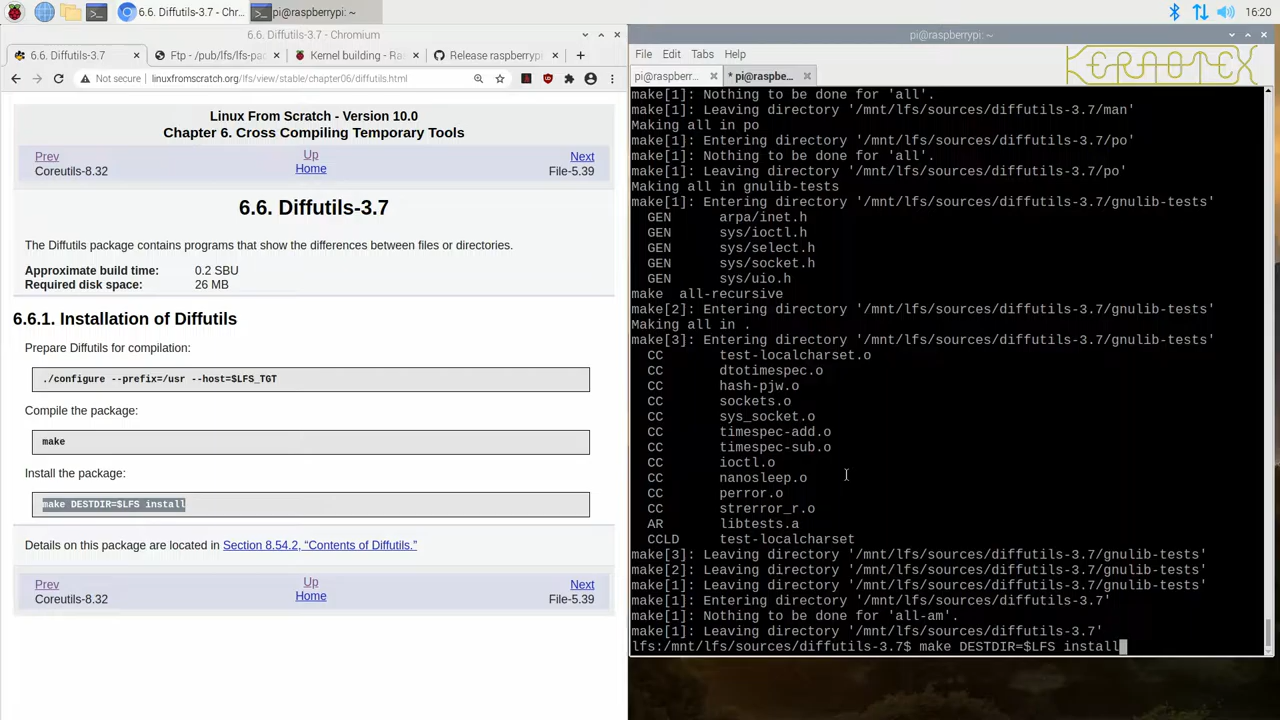 6.6. Diffutils-3.7 - Chr...
pi@raspberrypi: ~
16:20
6.6. Diffutils-3.7 - Chromium
6.6. Diffutils-3.7
Ftp - /pub/lfs/lfs-pac
Kernel building - Ras
Release raspberrypi
Not secure | linuxfromscratch.org/lfs/view/stable/chapter06/diffutils.html
Linux From Scratch - Version 10.0
Chapter 6. Cross Compiling Temporary Tools
Prev
Up
Next
Coreutils-8.32
Home
File-5.39
6.6. Diffutils-3.7
The Diffutils package contains programs that show the differences between files or directories.
Approximate build time: 0.2 SBU
Required disk space: 26 MB
6.6.1. Installation of Diffutils
Prepare Diffutils for compilation:
./configure --prefix=/usr --host=$LFS_TGT
Compile the package:
make
Install the package:
make DESTDIR=$LFS install
Details on this package are located in Section 8.54.2, “Contents of Diffutils.”
Prev
Up
Next
Coreutils-8.32
Home
File-5.39
pi@raspberrypi: ~
File Edit Tabs Help
KERAOTEX
pi@raspberr...
* pi@raspbe...
make[1]: Nothing to be done for 'all'.
make[1]: Leaving directory '/mnt/lfs/sources/diffutils-3.7/man'
Making all in po
make[1]: Entering directory '/mnt/lfs/sources/diffutils-3.7/po'
make[1]: Nothing to be done for 'all'.
make[1]: Leaving directory '/mnt/lfs/sources/diffutils-3.7/po'
Making all in gnulib-tests
make[1]: Entering directory '/mnt/lfs/sources/diffutils-3.7/gnulib-tests'
GEN arpa/inet.h
GEN sys/ioctl.h
GEN sys/select.h
GEN sys/socket.h
GEN sys/uio.h
make all-recursive
make[2]: Entering directory '/mnt/lfs/sources/diffutils-3.7/gnulib-tests'
Making all in .
make[3]: Entering directory '/mnt/lfs/sources/diffutils-3.7/gnulib-tests'
CC test-localcharset.o
CC dtotimespec.o
CC hash-pjw.o
CC sockets.o
CC sys_socket.o
CC timespec-add.o
CC timespec-sub.o
CC ioctl.o
CC nanosleep.o
CC perror.o
CC strerror_r.o
AR libtests.a
CCLD test-localcharset
make[3]: Leaving directory '/mnt/lfs/sources/diffutils-3.7/gnulib-tests'
make[2]: Leaving directory '/mnt/lfs/sources/diffutils-3.7/gnulib-tests'
make[1]: Leaving directory '/mnt/lfs/sources/diffutils-3.7/gnulib-tests'
make[1]: Entering directory '/mnt/lfs/sources/diffutils-3.7'
make[1]: Nothing to be done for 'all-am'.
make[1]: Leaving directory '/mnt/lfs/sources/diffutils-3.7'
lfs:/mnt/lfs/sources/diffutils-3.7$ make DESTDIR=$LFS install